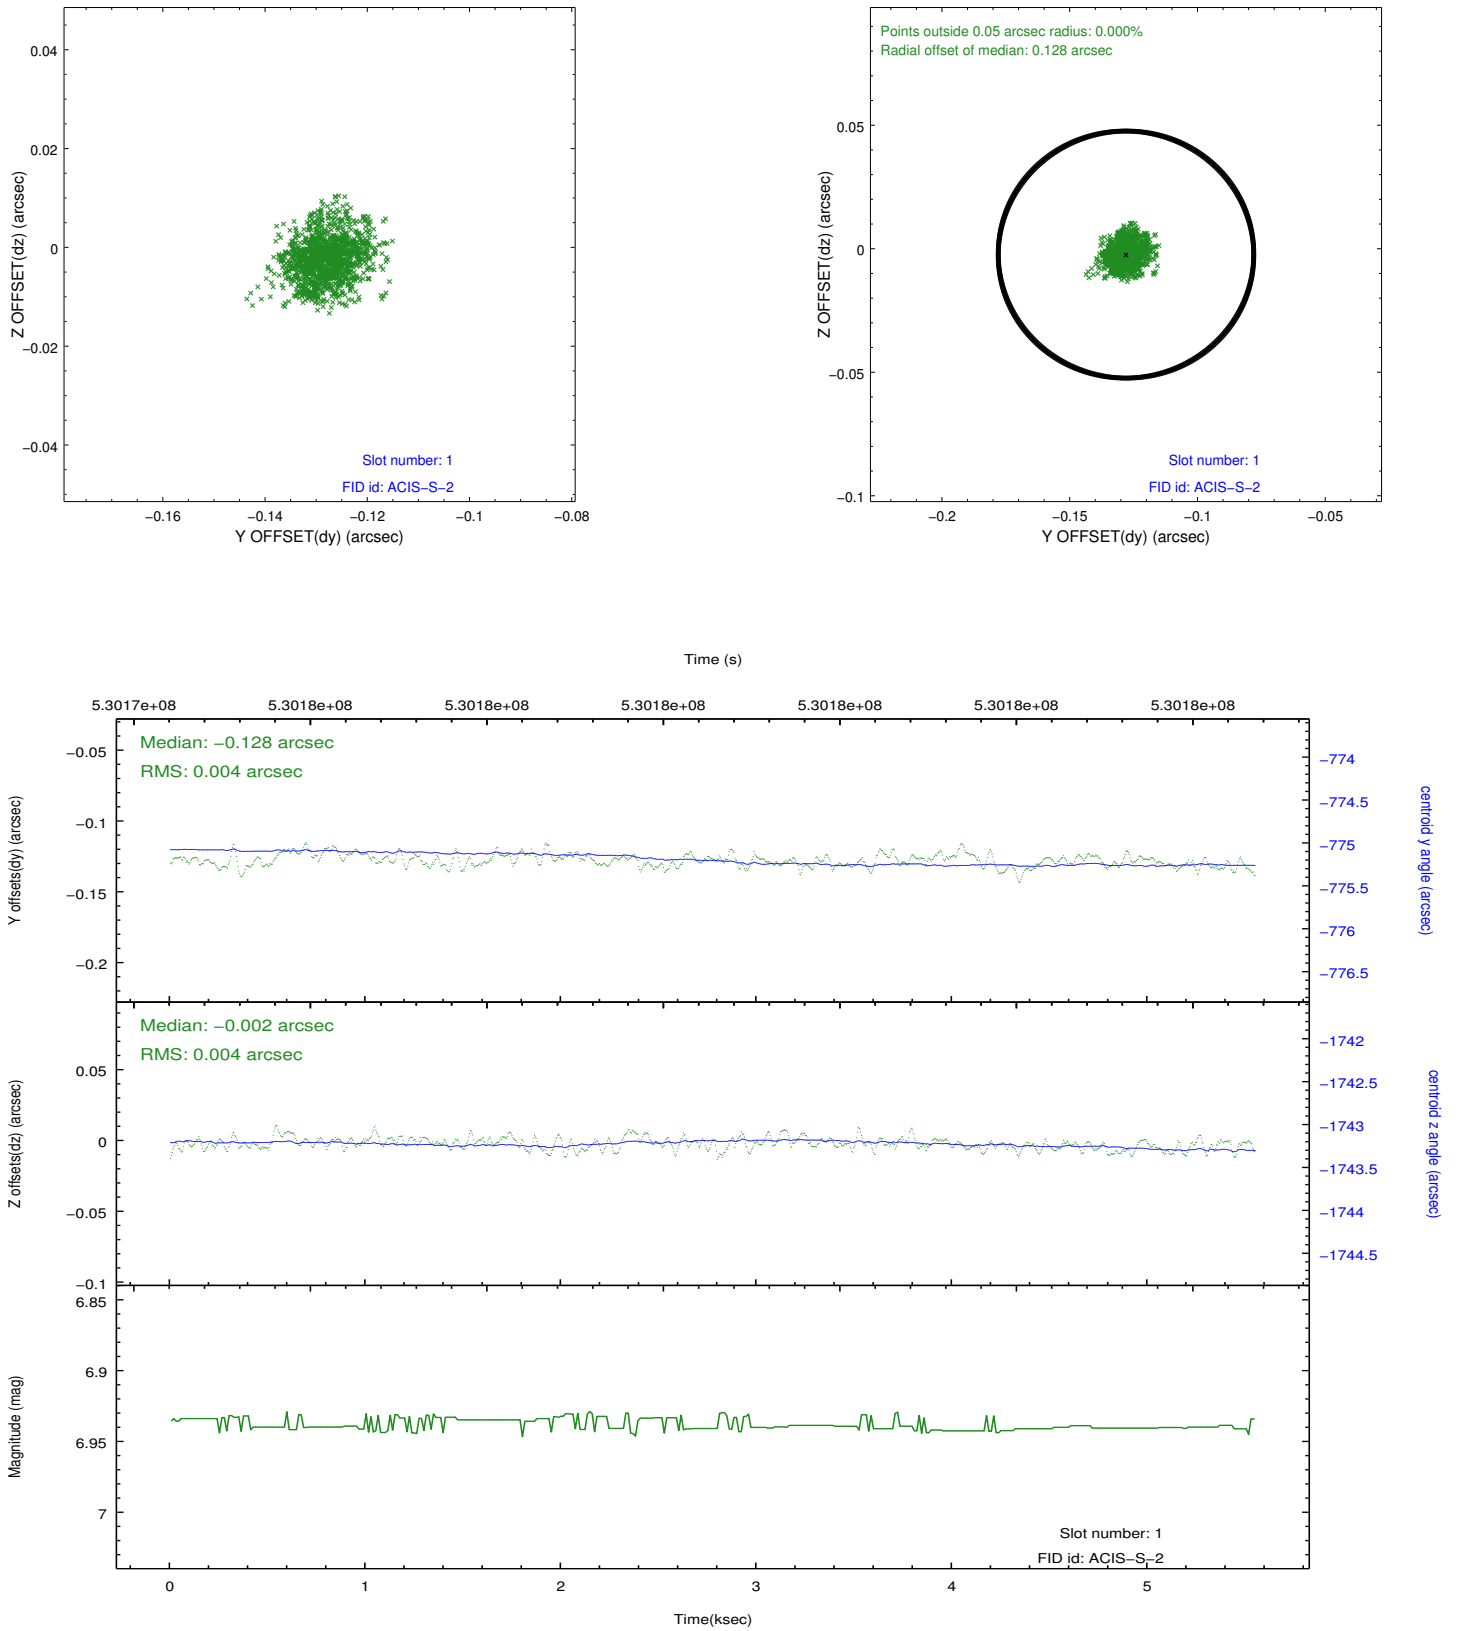 0.04
0.02
0
−0.02
−0.04
Z OFFSET(dz) (arcsec)
Slot number: 1
FID id: ACIS−S−2
−0.16 −0.14 −0.12 −0.1 −0.08
Y OFFSET(dy) (arcsec)
Points outside 0.05 arcsec radius: 0.000%
Radial offset of median: 0.128 arcsec
0.05
0
−0.05
−0.1
Z OFFSET(dz) (arcsec)
Slot number: 1
FID id: ACIS−S−2
−0.2 −0.15 −0.1 −0.05
Y OFFSET(dy) (arcsec)
Time (s)
5.3017e+08 5.3018e+08 5.3018e+08 5.3018e+08 5.3018e+08 5.3018e+08 5.3018e+08
Median: −0.128 arcsec
RMS: 0.004 arcsec
−0.05
−0.1
−0.15
−0.2
Y offsets(dy) (arcsec)
−774
−774.5
−775
−775.5
−776
−776.5
centroid y angle (arcsec)
Median: −0.002 arcsec
RMS: 0.004 arcsec
0.05
0
−0.05
−0.1
Z offsets(dz) (arcsec)
−1742
−1742.5
−1743
−1743.5
−1744
−1744.5
centroid z angle (arcsec)
6.85
6.9
6.95
7
Magnitude (mag)
Slot number: 1
FID id: ACIS−S−2
0 1 2 3 4 5
Time(ksec)